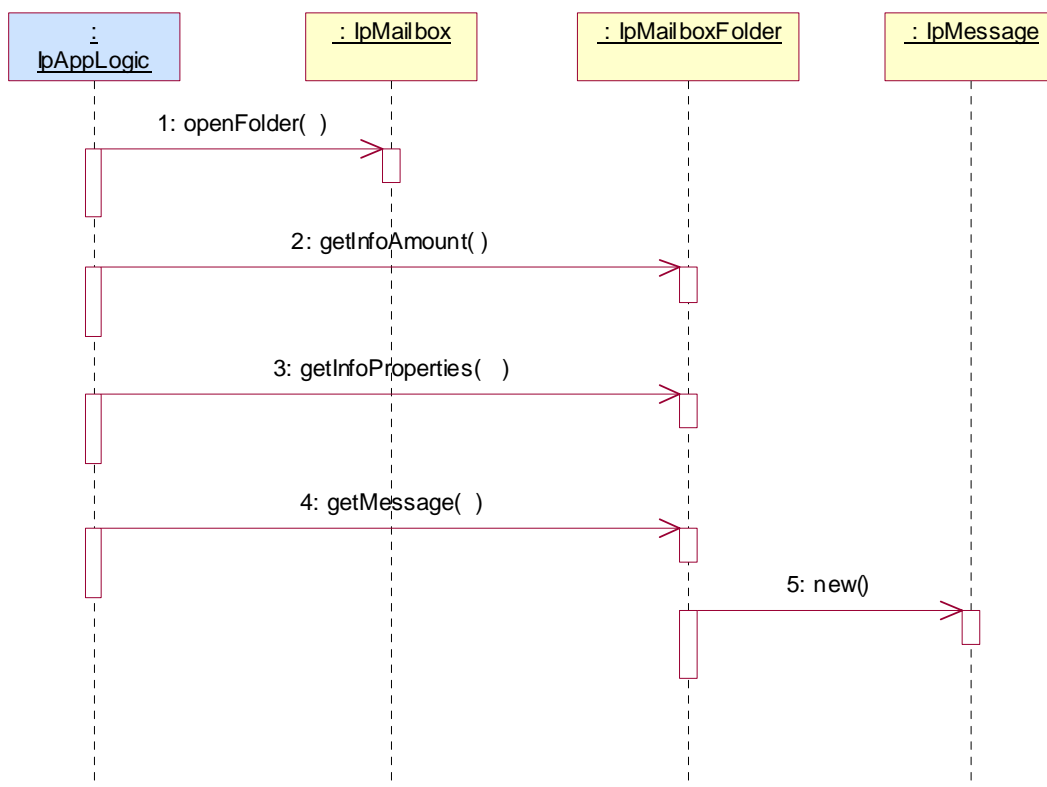 :
IpAppLogic
: IpMailbox
: IpMailboxFolder
: IpMessage
1: openFolder(  )
2: getInfoAmount( )
3: getInfoProperties(   )
4: getMessage(  )
5: new()